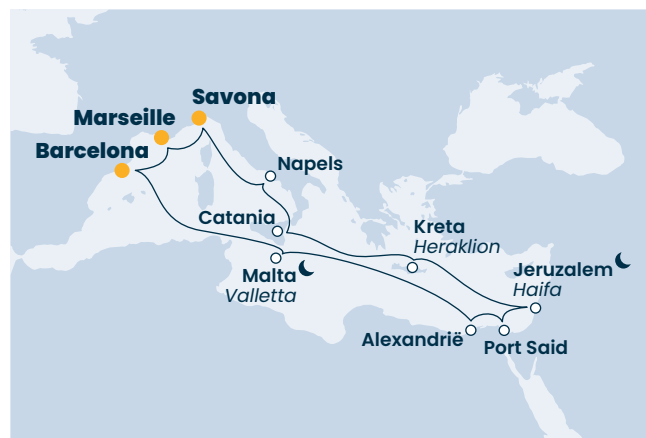 Savona
Marseille
Barcelona
Napels
Catania
Kreta
Heraklion
Malta
Valletta
Jeruzalem
Haifa
Alexandrië
Port Said